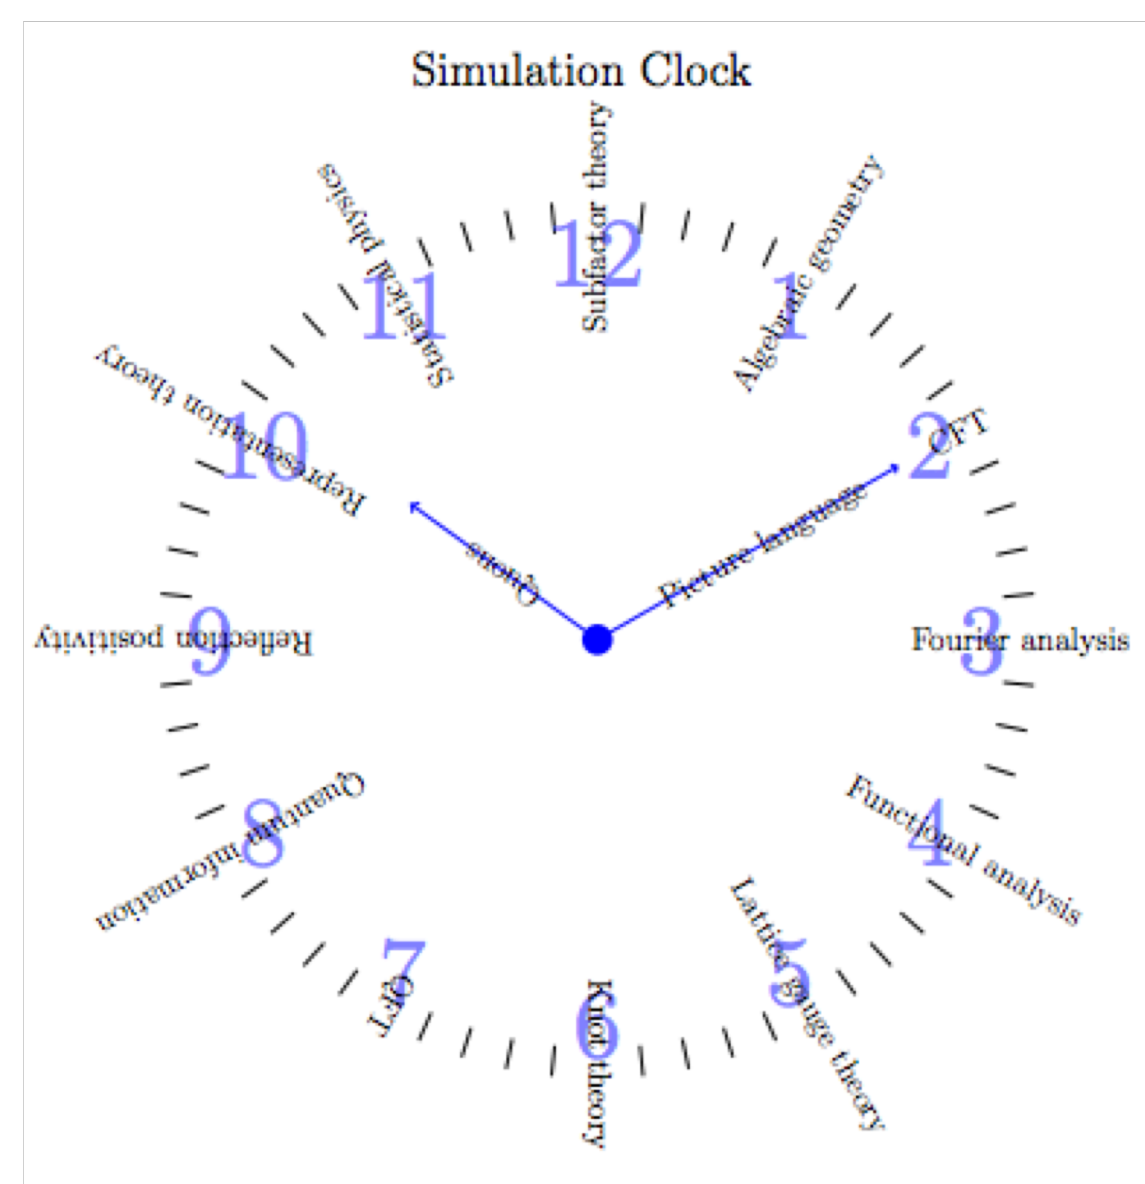 Simulation Clock
12
Subfactor theory
1
Algebraic geometry
2
CFT
3
Fourier analysis
4
Functional analysis
5
Lattice gauge theory
6
Knot theory
7
QFT
8
Quantum information
9
Reflection positivity
10
Representation theory
11
Statistical physics
Quons
Picture language